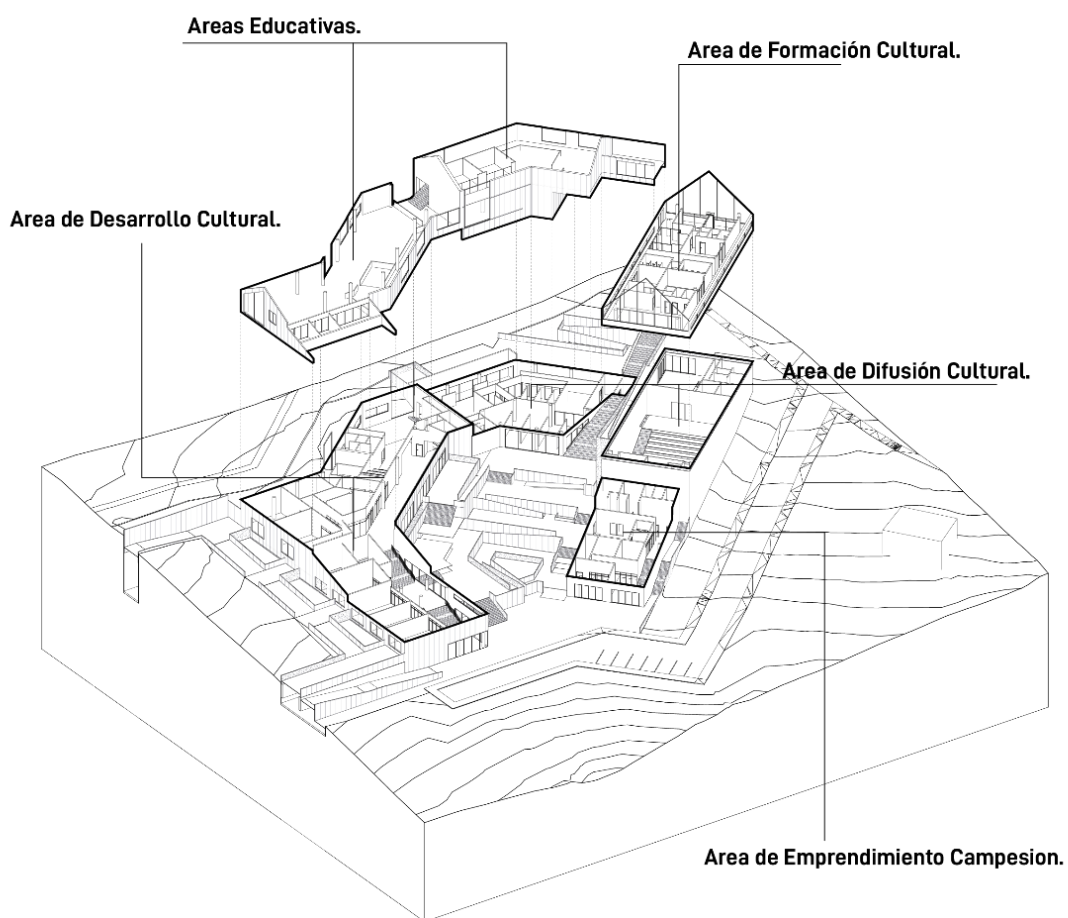 Areas Educativas.
Area de Formación Cultural.
Area de Desarrollo Cultural.
Area de Difusión Cultural.
Area de Emprendimiento Campesion.